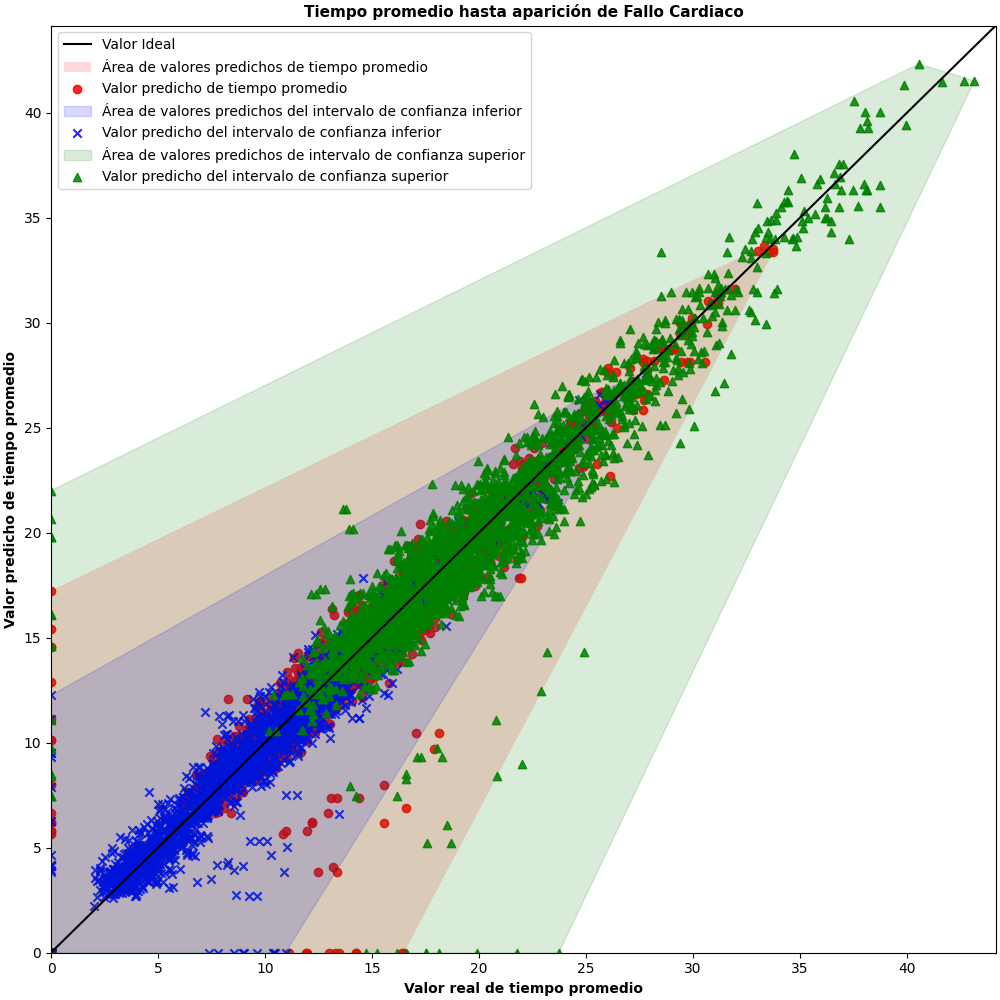 Tiempo promedio hasta aparición de Fallo Cardiaco
Valor Ideal
Área de valores predichos de tiempo promedio
Valor predicho de tiempo promedio
Área de valores predichos del intervalo de confianza inferior
Valor predicho del intervalo de confianza inferior
Área de valores predichos de intervalo de confianza superior
Valor predicho del intervalo de confianza superior
Valor predicho de tiempo promedio
40
35
30
25
20
15
10
5
0
0 5 10 15 20 25 30 35 40
Valor real de tiempo promedio